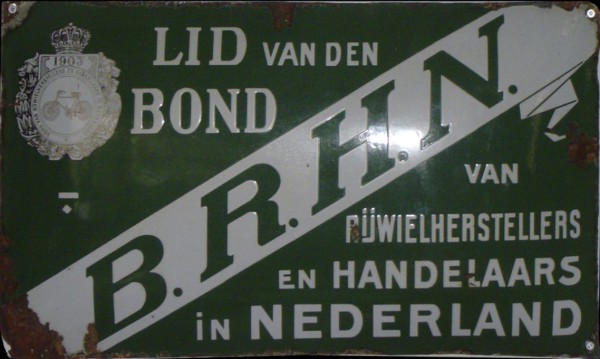 1903
LID VAN DEN
BOND
B.R.H.N.
VAN
RIJWIELHERSTELLERS
EN HANDELAARS
IN NEDERLAND